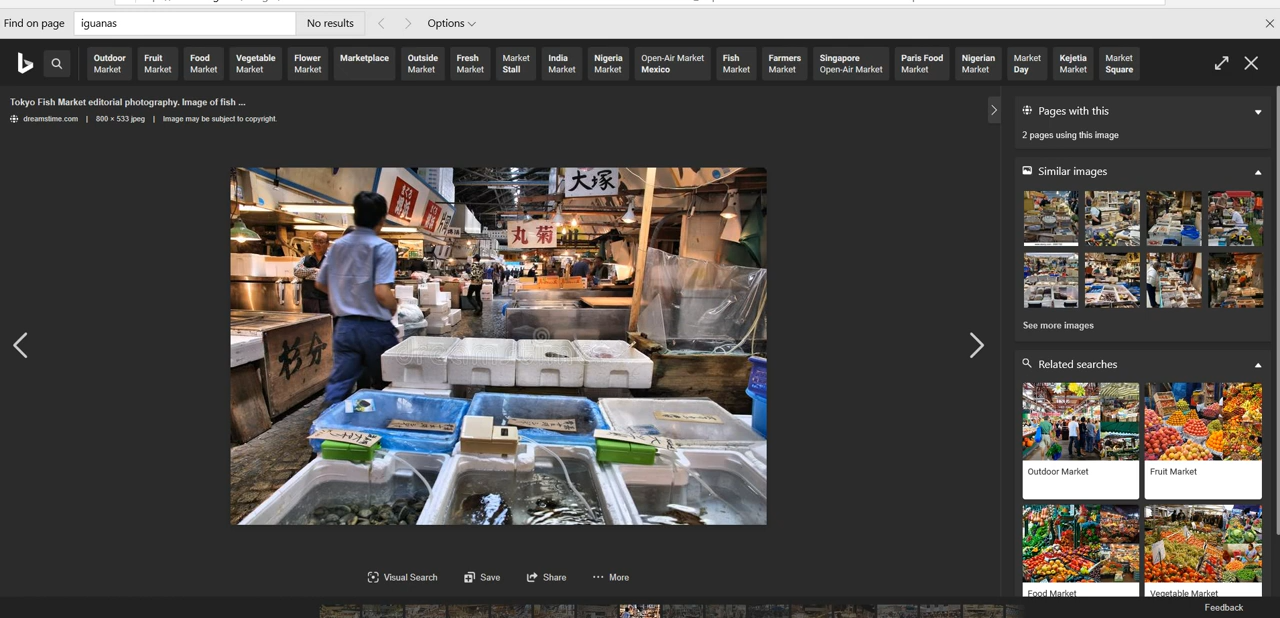 Find on page
iguanas
No results
Options
Outdoor
Market
Fruit
Market
Food
Market
Vegetable
Market
Flower
Market
Marketplace
Outside
Market
Fresh
Market
Market
Stall
India
Market
Nigeria
Market
Open-Air Market
Mexico
Fish
Market
Farmers
Market
Singapore
Open-Air Market
Paris Food
Market
Nigerian
Market
Market
Day
Kejetia
Market
Market
Square
Tokyo Fish Market editorial photography. Image of fish ...
dreamstime.com | 800 × 533 jpeg | Image may be subject to copyright.
大塚
丸菊
杉分
Visual Search
Save
Share
More
Pages with this
2 pages using this image
Similar images
See more images
Related searches
Outdoor Market
Fruit Market
Food Market
Vegetable Market
Feedback